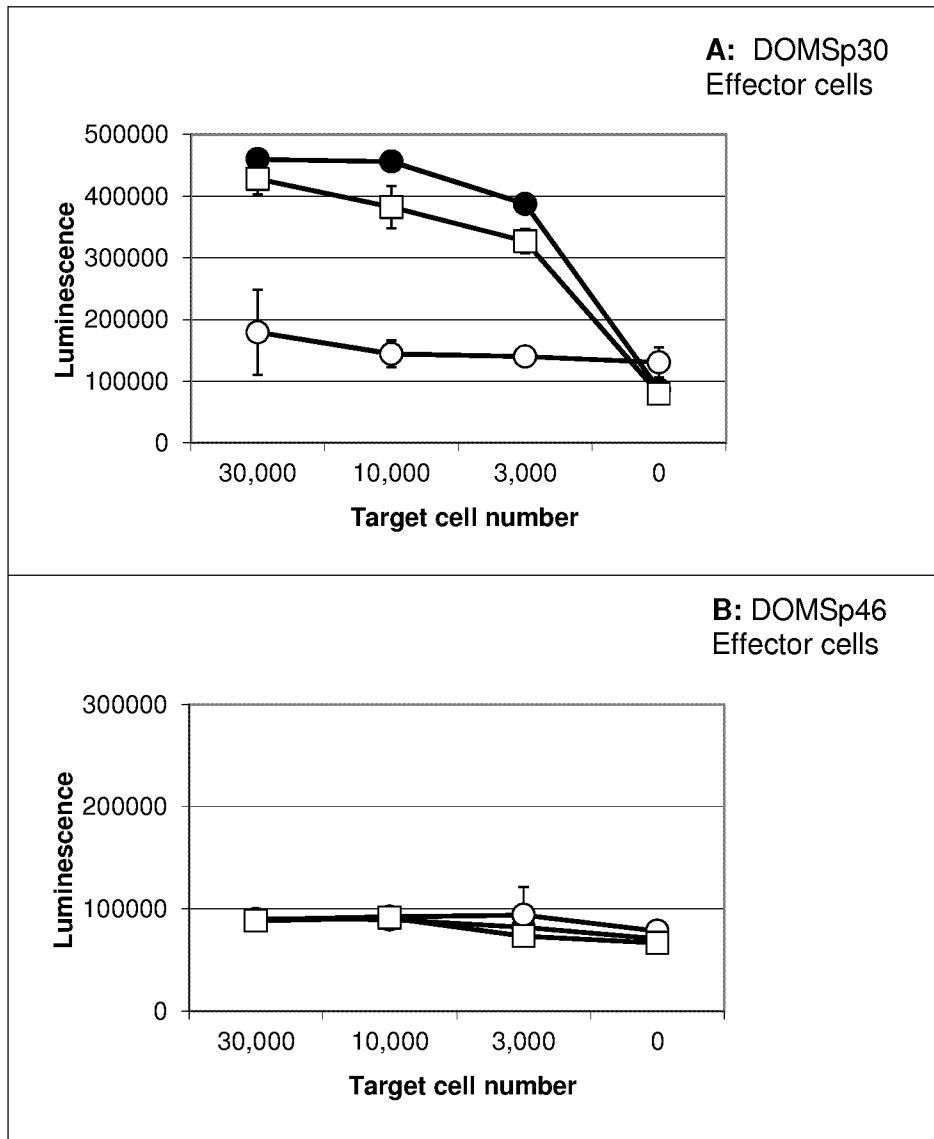 A: DOMSp30
Effector cells
500000
400000
300000
200000
100000
0
Luminescence
30,000 10,000 3,000 0
Target cell number
B: DOMSp46
Effector cells
300000
200000
100000
0
Luminescence
30,000 10,000 3,000 0
Target cell number